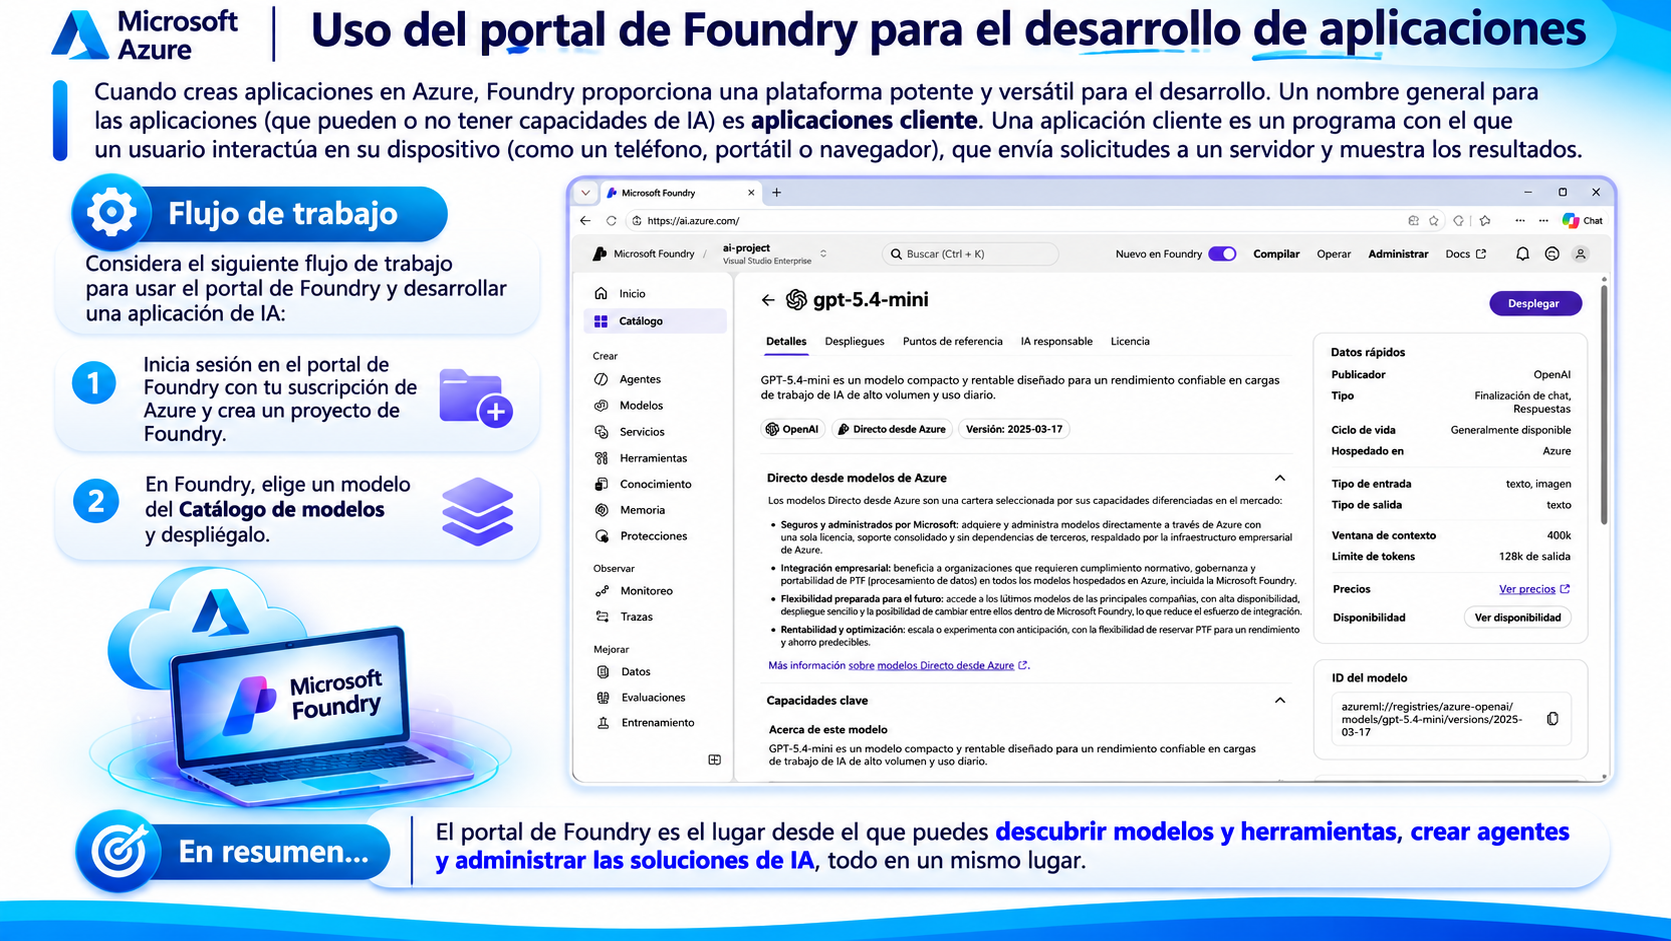 Microsoft
Azure
Uso del portal de Foundry para el desarrollo de aplicaciones
Cuando creas aplicaciones en Azure, Foundry proporciona una plataforma potente y versátil para el desarrollo. Un nombre general para
las aplicaciones (que pueden o no tener capacidades de IA) es aplicaciones cliente. Una aplicación cliente es un programa con el que
un usuario interactúa en su dispositivo (como un teléfono, portátil o navegador), que envía solicitudes a un servidor y muestra los resultados.
Flujo de trabajo
Considera el siguiente flujo de trabajo
para usar el portal de Foundry y desarrollar
una aplicación de IA:
1
Inicia sesión en el portal de
Foundry con tu suscripción de
Azure y crea un proyecto de
Foundry.
2
En Foundry, elige un modelo
del Catálogo de modelos
y despliégalo.
Microsoft
Foundry
Microsoft Foundry
https://ai.azure.com/
Chat
Microsoft Foundry /
ai-project
Visual Studio Enterprise
Buscar (Ctrl + K)
Nuevo en Foundry
Compilar
Operar
Administrar
Docs
Inicio
Catálogo
Crear
Agentes
Modelos
Servicios
Herramientas
Conocimiento
Memoria
Protecciones
Observar
Monitoreo
Trazas
Mejorar
Datos
Evaluaciones
Entrenamiento
gpt-5.4-mini
Desplegar
Detalles
Despliegues
Puntos de referencia
IA responsable
Licencia
GPT-5.4-mini es un modelo compacto y rentable diseñado para un rendimiento confiable en cargas
de trabajo de IA de alto volumen y uso diario.
OpenAI
Directo desde Azure
Versión: 2025-03-17
Directo desde modelos de Azure
Los modelos Directo desde Azure son una cartera seleccionada por sus capacidades diferenciadas en el mercado:
• Seguros y administrados por Microsoft: adquiere y administra modelos directamente a través de Azure con
una sola licencia, soporte consolidado y sin dependencias de terceros, respaldado por la infraestructuro empresarial
de Azure.
• Integración empresarial: beneficia a organizaciones que requieren cumplimiento normativo, gobernanza y
portabilidad de PTF (procesamiento de datos) en todos los modelos hospedados en Azure, incluida la Microsoft Foundry.
• Flexibilidad preparada para el futuro: accede a los lútimos modelos de las principales compañías, con alta disponibilidad,
despliegue sencillo y la posibilidad de cambiar entre ellos dentro de Microsoft Foundry, lo que reduce el esfuerzo de integración.
• Rentabilidad y optimización: escala o experimenta con anticipación, con la flexibilidad de reservar PTF para un rendimiento
y ahorro predecibles.
Más información sobre modelos Directo desde Azure .
Capacidades clave
Acerca de este modelo
GPT-5.4-mini es un modelo compacto y rentable diseñado para un rendimiento confiable en cargas
de trabajo de IA de alto volumen y uso diario.
Datos rápidos
Publicador OpenAI
Tipo Finalización de chat,
Respuestas
Ciclo de vida Generalmente disponible
Hospedado en Azure
Tipo de entrada texto, imagen
Tipo de salida texto
Ventana de contexto 400k
Limite de tokens 128k de salida
Precios Ver precios
Disponibilidad Ver disponibilidad
ID del modelo
azureml://registries/azure-openai/
models/gpt-5.4-mini/versions/2025-
03-17
En resumen...
El portal de Foundry es el lugar desde el que puedes descubrir modelos y herramientas, crear agentes
y administrar las soluciones de IA, todo en un mismo lugar.